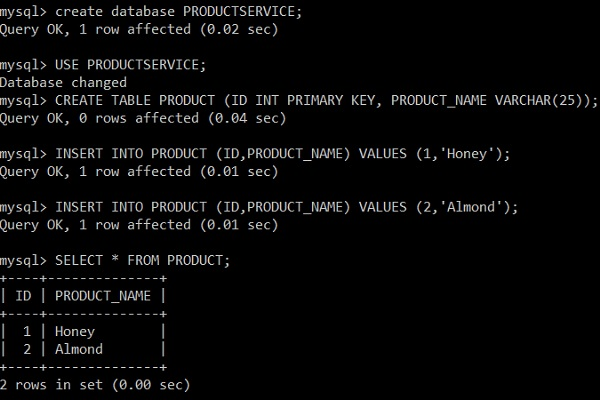 mysql> create database PRODUCTSERVICE;
Query OK, 1 row affected (0.02 sec)
mysql> USE PRODUCTSERVICE;
Database changed
mysql> CREATE TABLE PRODUCT (ID INT PRIMARY KEY, PRODUCT_NAME VARCHAR(25));
Query OK, 0 rows affected (0.04 sec)
mysql> INSERT INTO PRODUCT (ID,PRODUCT_NAME) VALUES (1,'Honey');
Query OK, 1 row affected (0.01 sec)
mysql> INSERT INTO PRODUCT (ID,PRODUCT_NAME) VALUES (2,'Almond');
Query OK, 1 row affected (0.01 sec)
mysql> SELECT * FROM PRODUCT;
+----+--------------+
| ID | PRODUCT_NAME |
+----+--------------+
|  1 | Honey        |
|  2 | Almond       |
+----+--------------+
2 rows in set (0.00 sec)